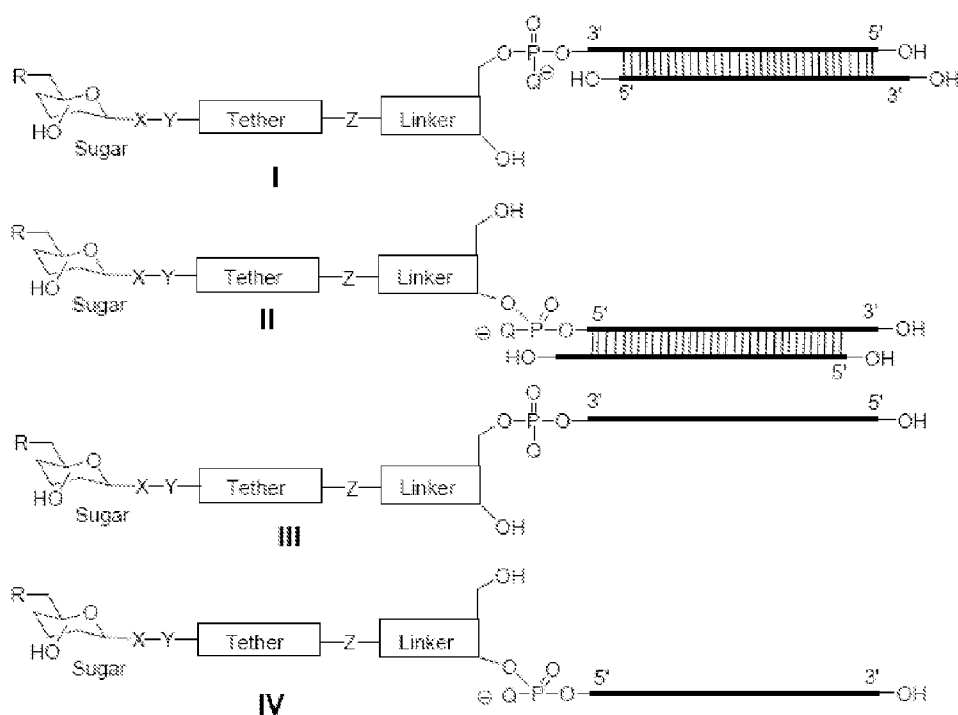 3' 5'
O
O-P-O OH
R Q⊖ HO OH
O 5' 3'
X-Y Tether Z Linker
HO
Sugar OH
I
OH
R
O
X-Y Tether Z Linker
HO O O 5' 3'
Sugar ⊖ Q-P-O OH
II HO OH
5'
O 3' 5'
O-P-O OH
R Q
O
X-Y Tether Z Linker
HO
Sugar OH
III
OH
R
O
X-Y Tether Z Linker
HO
Sugar O O 5' 3'
⊖ Q-P-O OH
IV